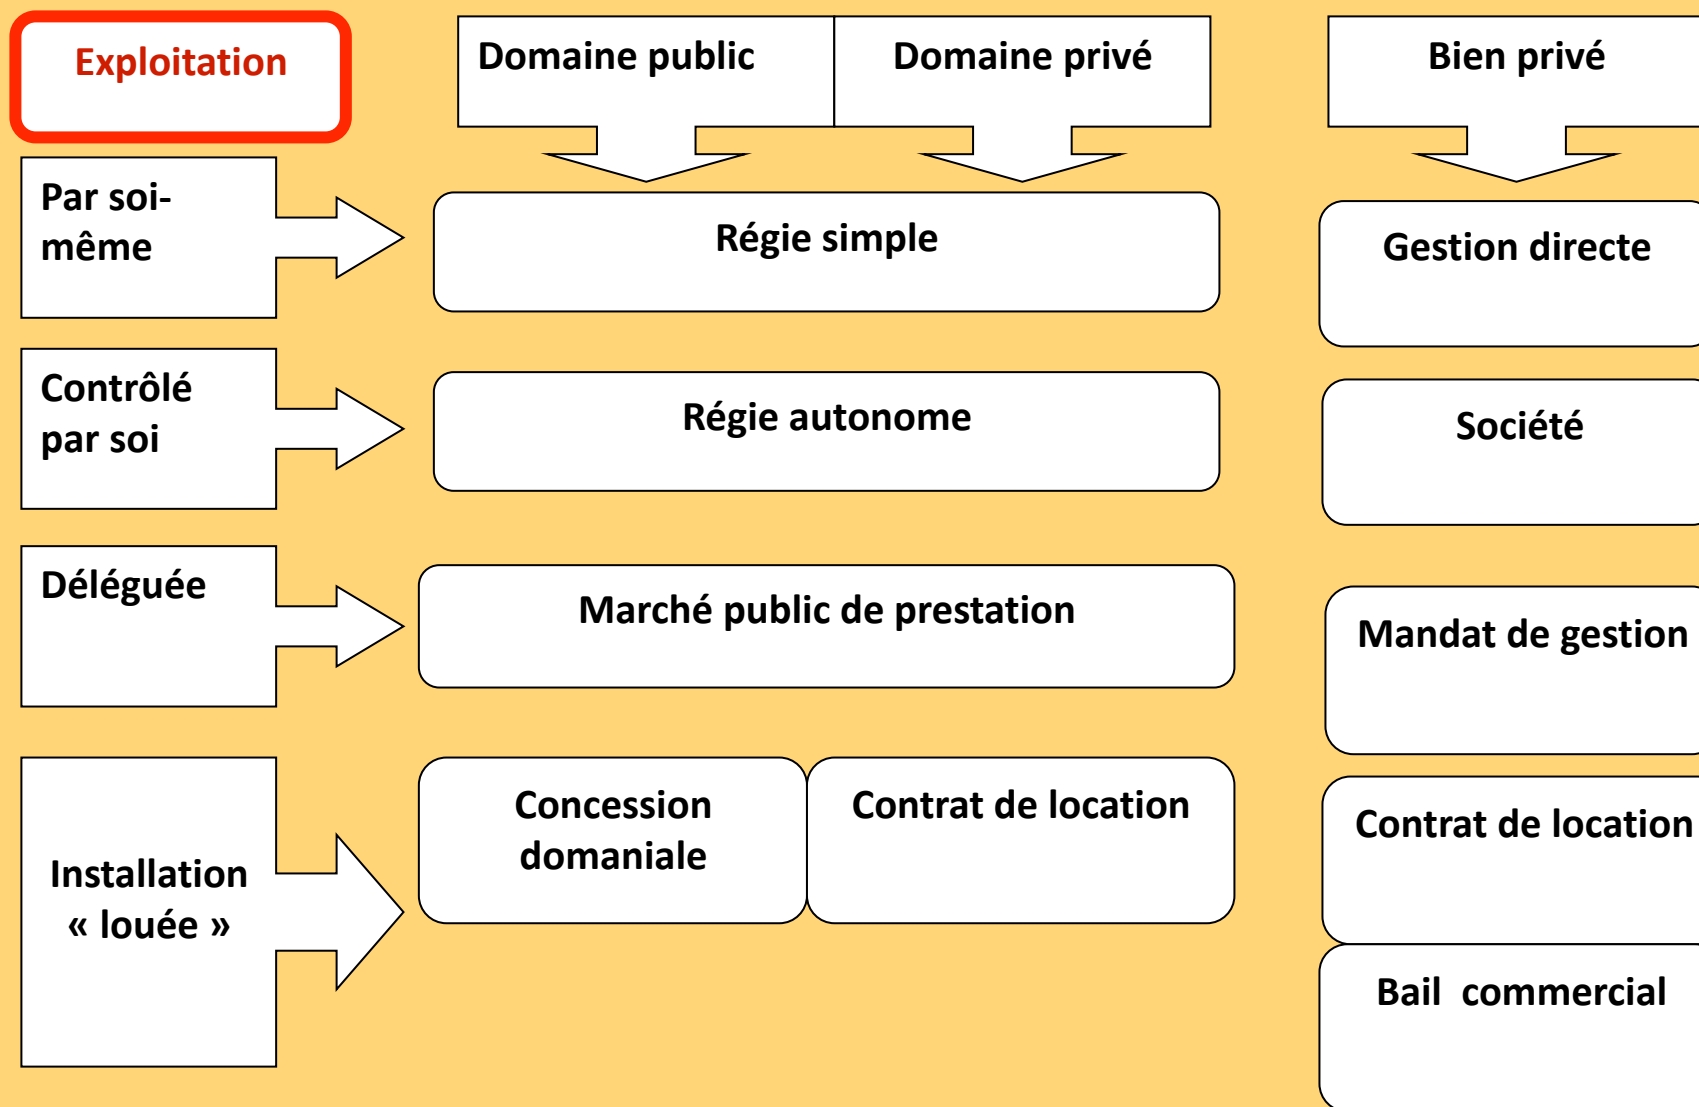 Exploitation
Domaine public
Domaine privé
Bien privé
Par soi-
même
Régie simple
Gestion directe
Contrôlé
par soi
Régie autonome
Société
Déléguée
Marché public de prestation
Mandat de gestion
Installation
« louée »
Concession
domaniale
Contrat de location
Contrat de location
Bail commercial